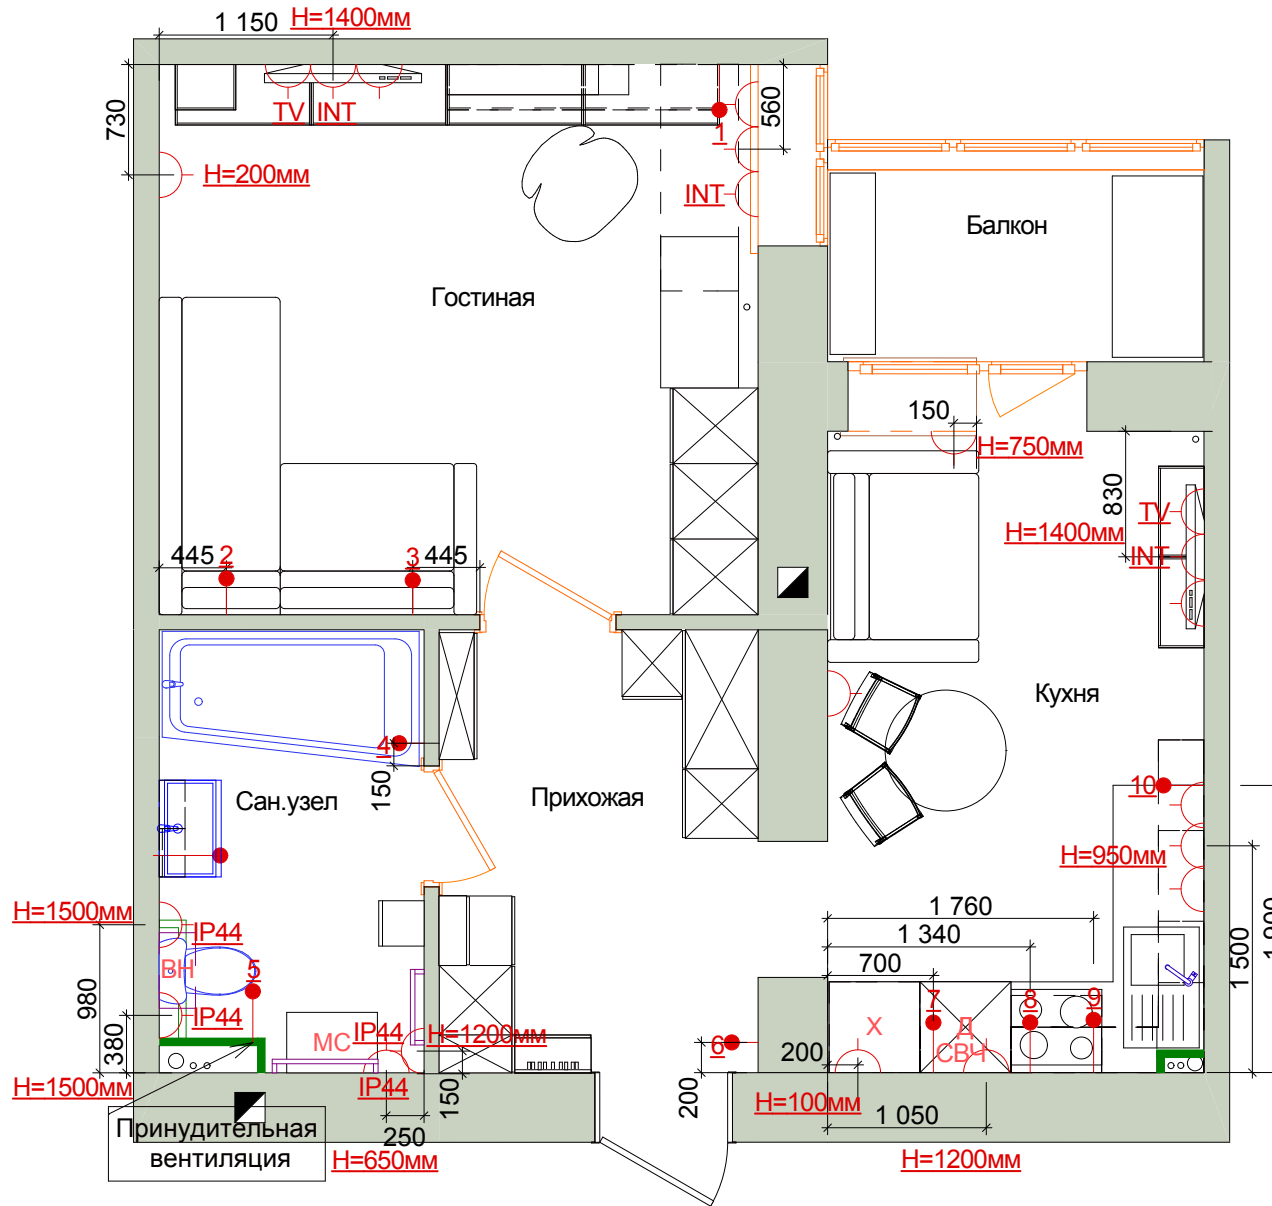 1 150
H=1400мм
730
TV
INT
1
560
H=200мм
INT
Балкон
Гостиная
150
H=750мм
830
TV
H=1400мм
INT
445
2
3
445
Кухня
4
150
Сан.узел
Прихожая
10
H=950мм
H=1500мм
IP44
1 760
1 340
1 500
700
ВН
5
980
7
8
9
IP44
380
МС
IP44
H=1200мм
6
Х
Д
СВЧ
200
H=1500мм
IP44
150
200
H=100мм
1 050
Принудительная
вентиляция
250
H=650мм
H=1200мм